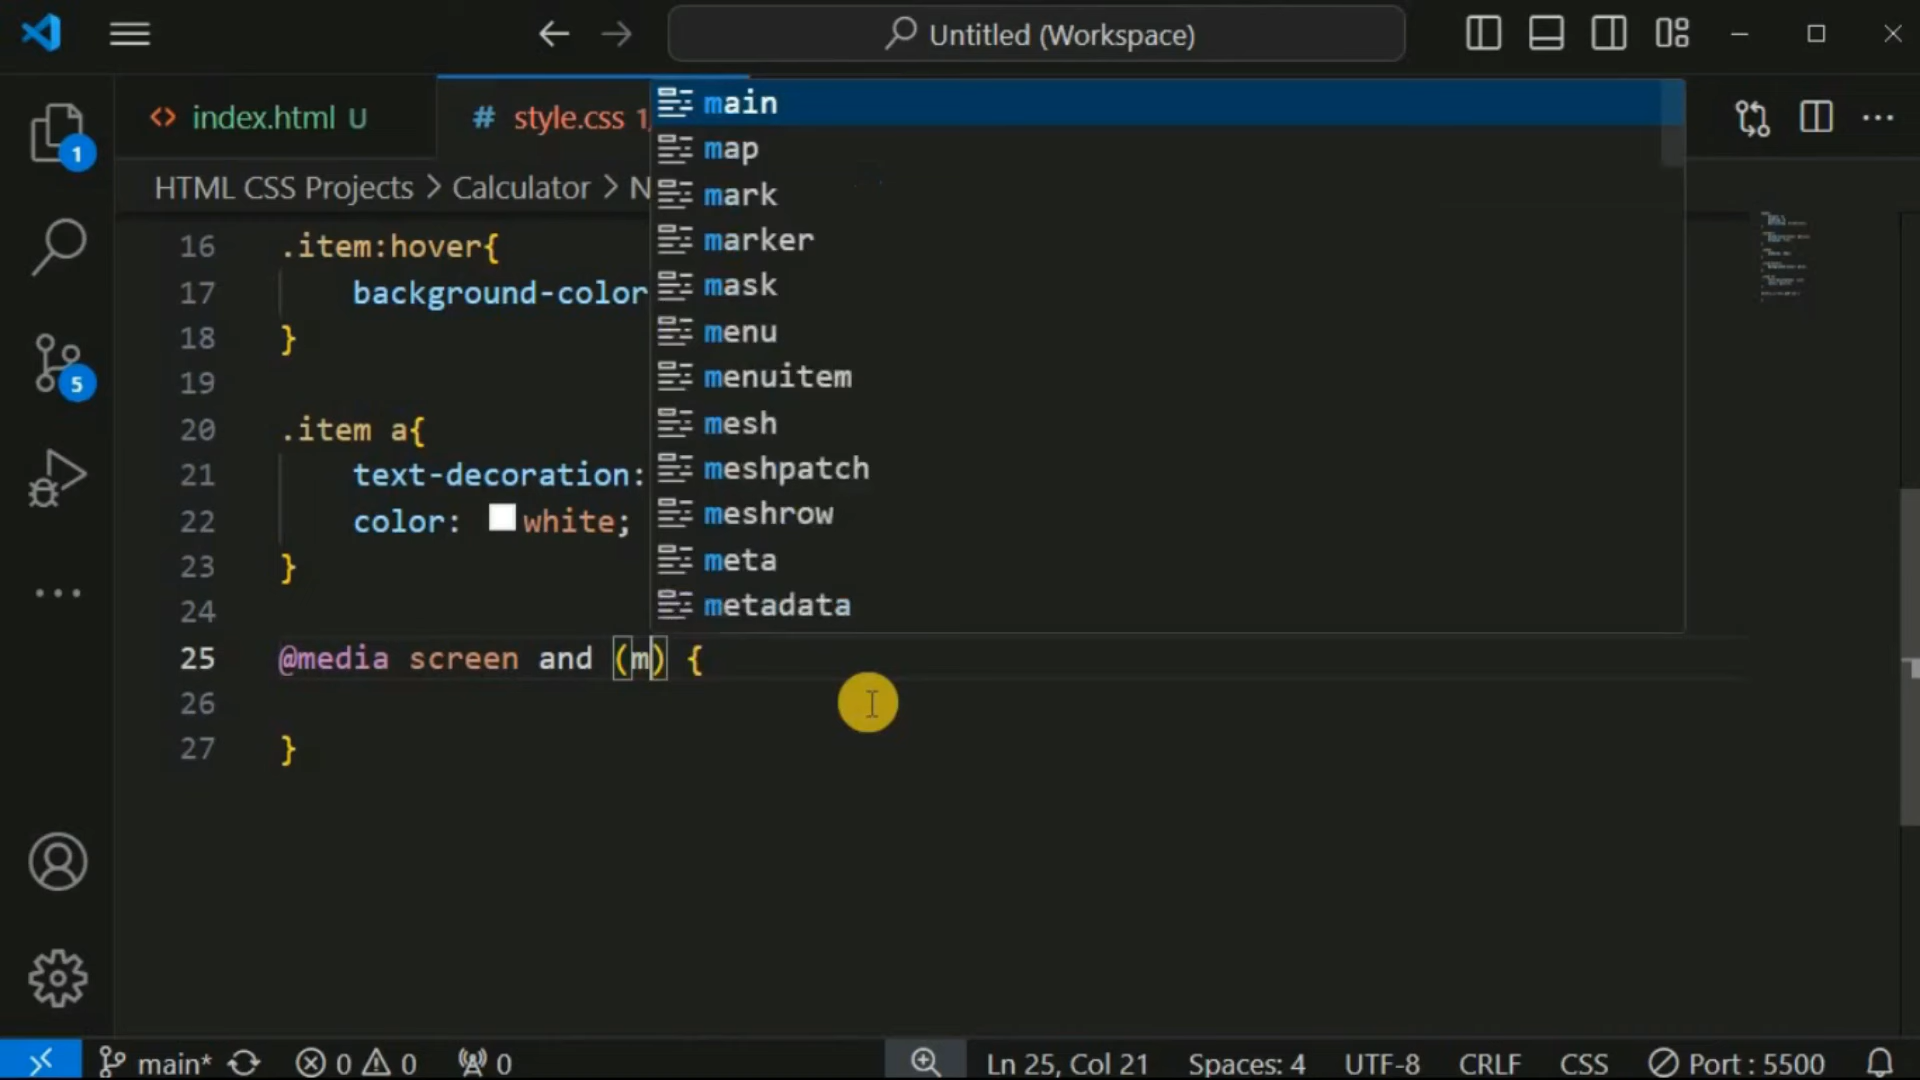 Untitled (Workspace)
index.html U
# style.css 1
HTML CSS Projects > Calculator > N
main
map
mark
marker
mask
menu
menuitem
mesh
meshpatch
meshrow
meta
metadata
16 .item:hover{
17 background-color
18 }
19
20 .item a{
21 text-decoration:
22 color: white;
23 }
24
25 @media screen and (m) {
26
27 }
1
5
main* 0 0 0
Ln 25, Col 21 Spaces: 4 UTF-8 CRLF CSS Port : 5500